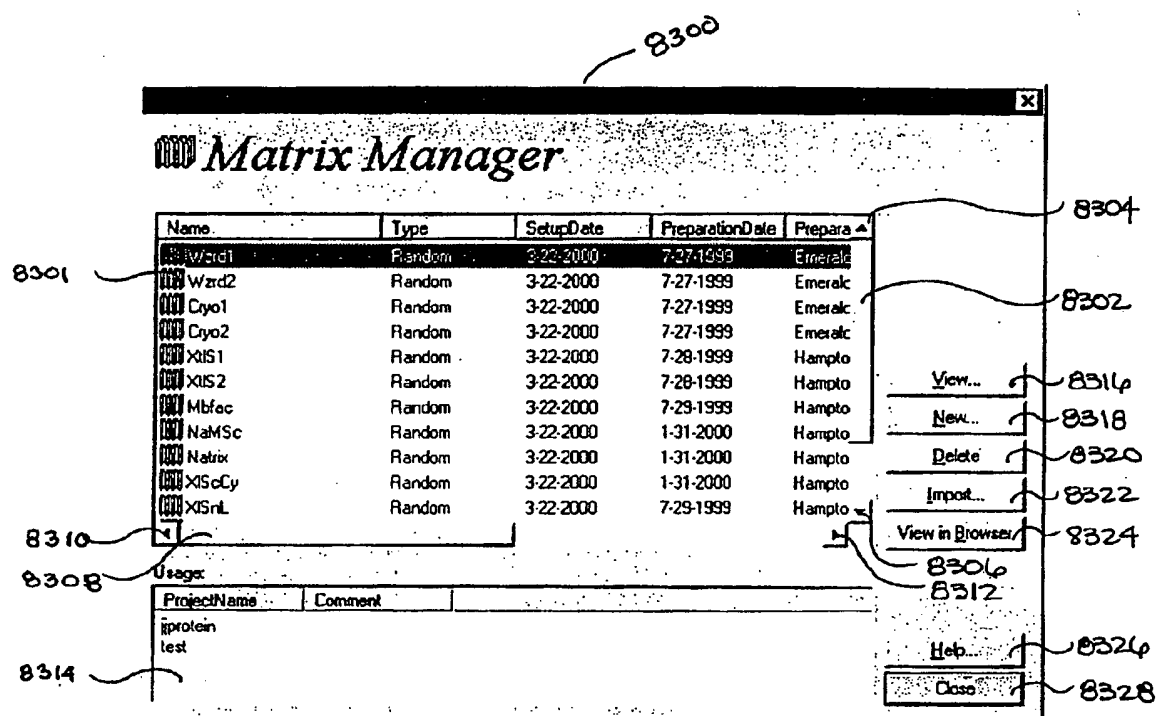 8300
Matrix Manager
Name Type SetupDate PreparationDate Prepara 8304
8301 Wzrd1 Random 3-22-2000 7-27-1999 Emeralc
Wzrd2 Random 3-22-2000 7-27-1999 Emeralc 8302
Cryo1 Random 3-22-2000 7-27-1999 Emeralc
Cryo2 Random 3-22-2000 7-27-1999 Emeralc
XtlS1 Random 3-22-2000 7-28-1999 Hampto
XtlS2 Random 3-22-2000 7-28-1999 Hampto View... 8316
Mbfac Random 3-22-2000 7-29-1999 Hampto New... 8318
NaMSc Random 3-22-2000 1-31-2000 Hampto
Natrix Random 3-22-2000 1-31-2000 Hampto Delete 8320
XlScCy Random 3-22-2000 1-31-2000 Hampto Import... 8322
XlSnL Random 3-22-2000 7-29-1999 Hampto
8310 View in Browser 8324
8308 8306
8312
Usage:
ProjectName Comment
test Help... 8326
8314 Close 8328